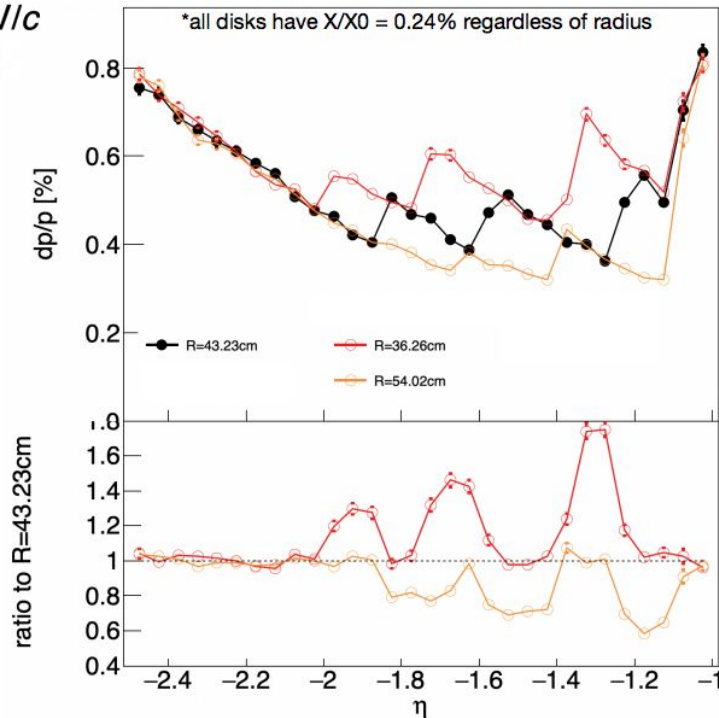 V/c
*all disks have X/X0 = 0.24% regardless of radius
dp/p [%]
0.8
0.6
0.4
0.2
R=43.23cm
R=36.26cm
R=54.02cm
ratio to R=43.23cm
1.8
1.6
1.4
1.2
1
0.8
0.6
0.4
−2.4 −2.2 −2 −1.8 −1.6 −1.4 −1.2 −1
η